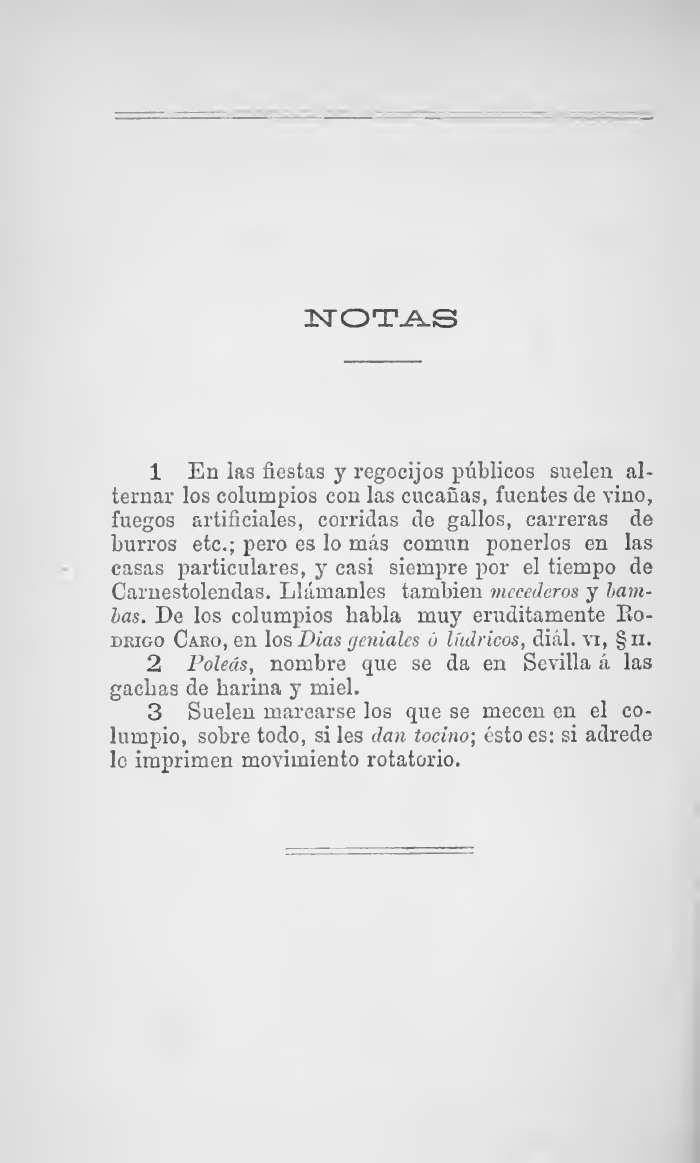 NOTAS
1 En las fiestas y regocijos públicos suelen al-
ternar los columpios con las cucañas, fuentes de vino,
fuegos artificiales, corridas de gallos, carreras de
burros etc.; pero es lo más comun ponerlos en las
casas particulares, y casi siempre por el tiempo de
Carnestolendas. Llámanles tambien mecederos y bam-
bas. De los columpios habla muy eruditamente RO-
DRIGO CARO, en los Dias geniales ó lúdricos, diál. VI, § II.
2 Poleás, nombre que se da en Sevilla á las
gachas de harina y miel.
3 Suelen marearse los que se mecen en el co-
lumpio, sobre todo, si les dan tocino; ésto es: si adrede
le imprimen movimiento rotatorio.